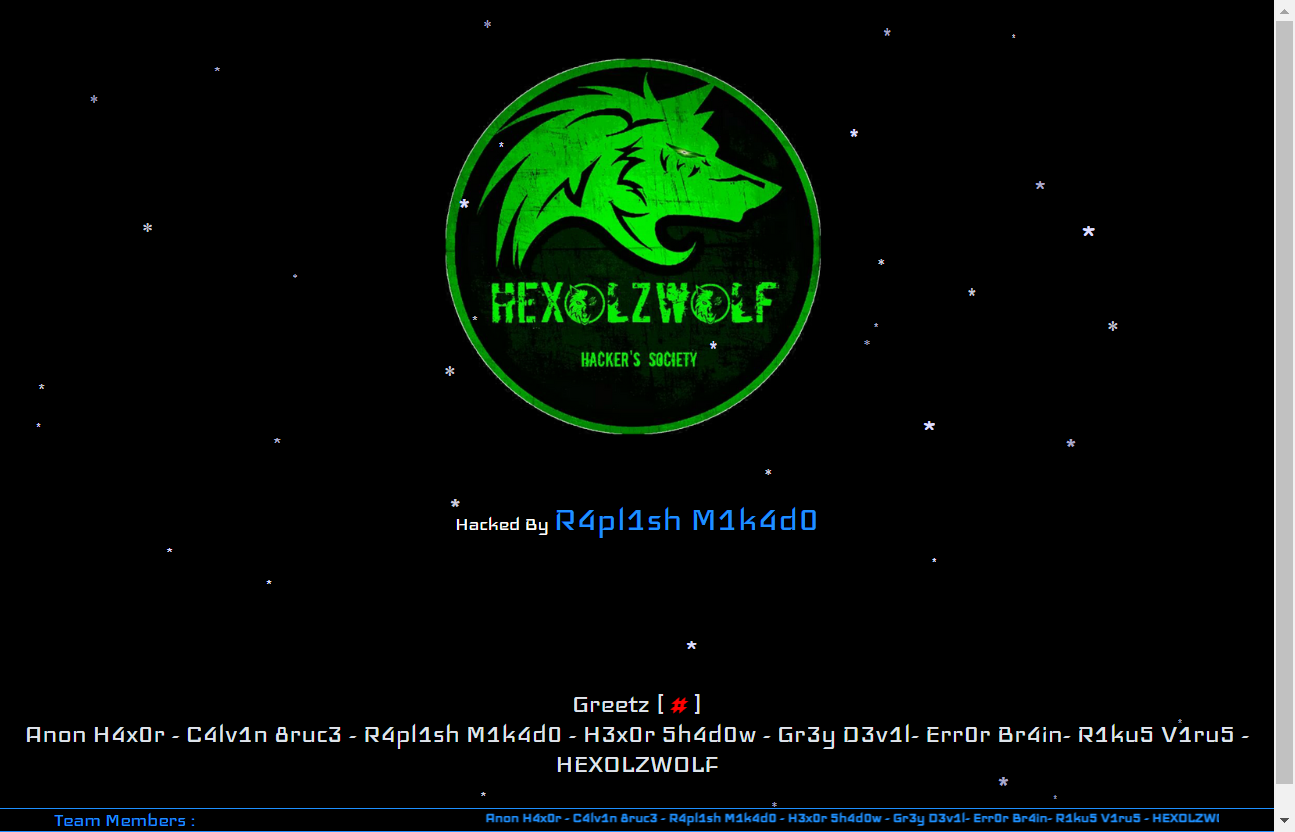 HEXOLZWOLF
HACKER'S SOCIETY
Hacked By R4pl1sh M1k4d0
Greetz [ # ]
Anon H4x0r - C4lv1n 8ruc3 - R4pl1sh M1k4d0 - H3x0r 5h4d0w - Gr3y D3v1l- Err0r Br4in- R1ku5 V1ru5 -
HEX0LZW0LF
Team Members : Anon H4x0r - C4lv1n 8ruc3 - R4pl1sh M1k4d0 - H3x0r 5h4d0w - Gr3y D3v1l- Err0r Br4in- R1ku5 V1ru5 - HEX0LZW